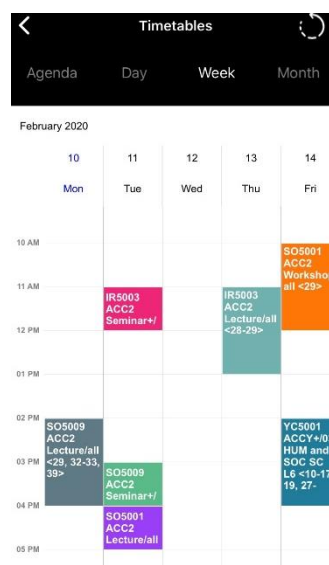 Timetables
Agenda Day Week Month
February 2020
10 11 12 13 14
Mon Tue Wed Thu Fri
10 AM
SO5001
ACC2
Workshop
all <29>
11 AM
IR5003
ACC2
Seminar+/
IR5003
ACC2
Lecture/all
<28-29>
12 PM
01 PM
02 PM
SO5009
ACC2
Lecture/all
<29, 32-33,
39>
YC5001
ACCY+/0
HUM and
SOC SC
L6 <10-17
19, 27-
03 PM
SO5009
ACC2
Seminar+/
04 PM
SO5001
ACC2
Lecture/all
05 PM